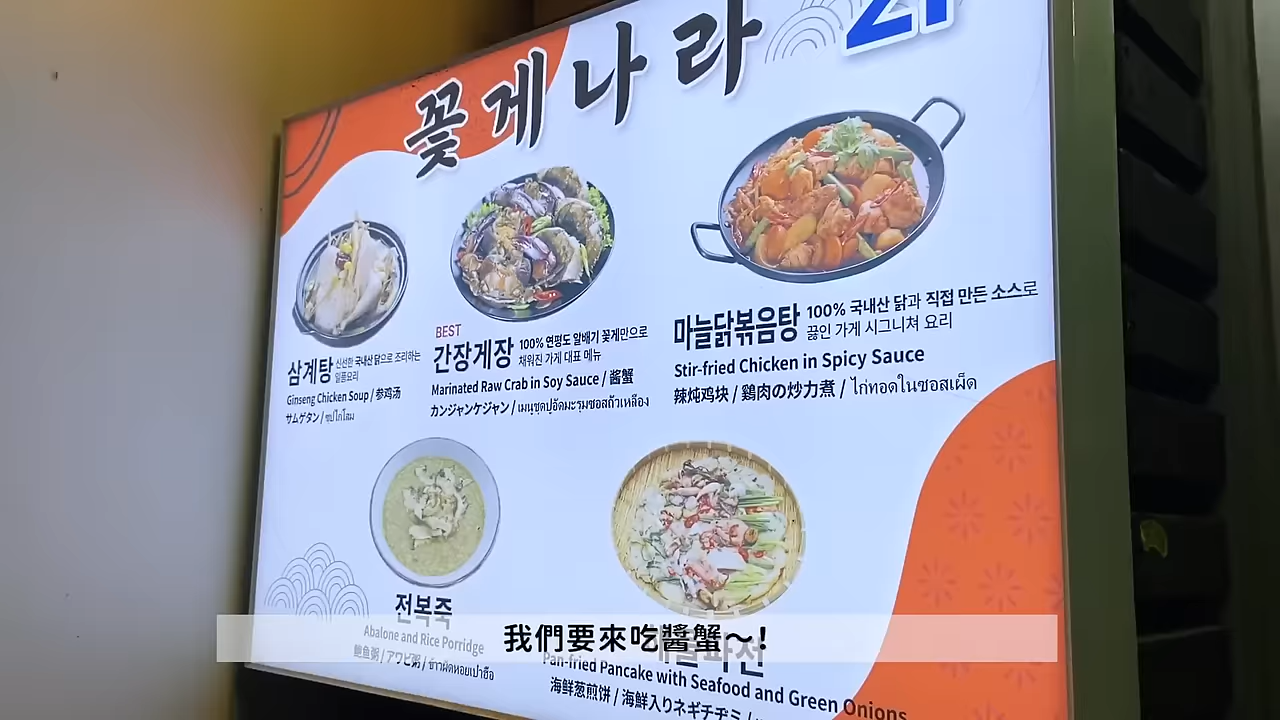 꽃게나라 2F
삼계탕 신선한 국내산 닭으로 조리하는
일품요리
Ginseng Chicken Soup / 参鸡汤
サムゲタン / ซุปไก่โสม
BEST
간장게장 100% 연평도 알배기 꽃게만으로
채워진 가게 대표 메뉴
Marinated Raw Crab in Soy Sauce / 酱蟹
カンジャンケジャン / เมนูชุดปูอัดมะรุมซอสถั่วเหลือง
마늘닭볶음탕 100% 국내산 닭과 직접 만든 소스로
끓인 가게 시그니쳐 요리
Stir-fried Chicken in Spicy Sauce
辣炖鸡块 / 鷄肉の炒力煮 / ไก่ทอดในซอสเผ็ด
전복죽
Abalone and Rice Porridge
鲍鱼粥 / アワビ粥 / ข้าวผัดหอยเป่าฮื้อ
해물파전
Pan-fried Pancake with Seafood and Green Onions
海鲜葱煎饼 / 海鮮入りネギチヂミ /
我們要來吃醬蟹～！